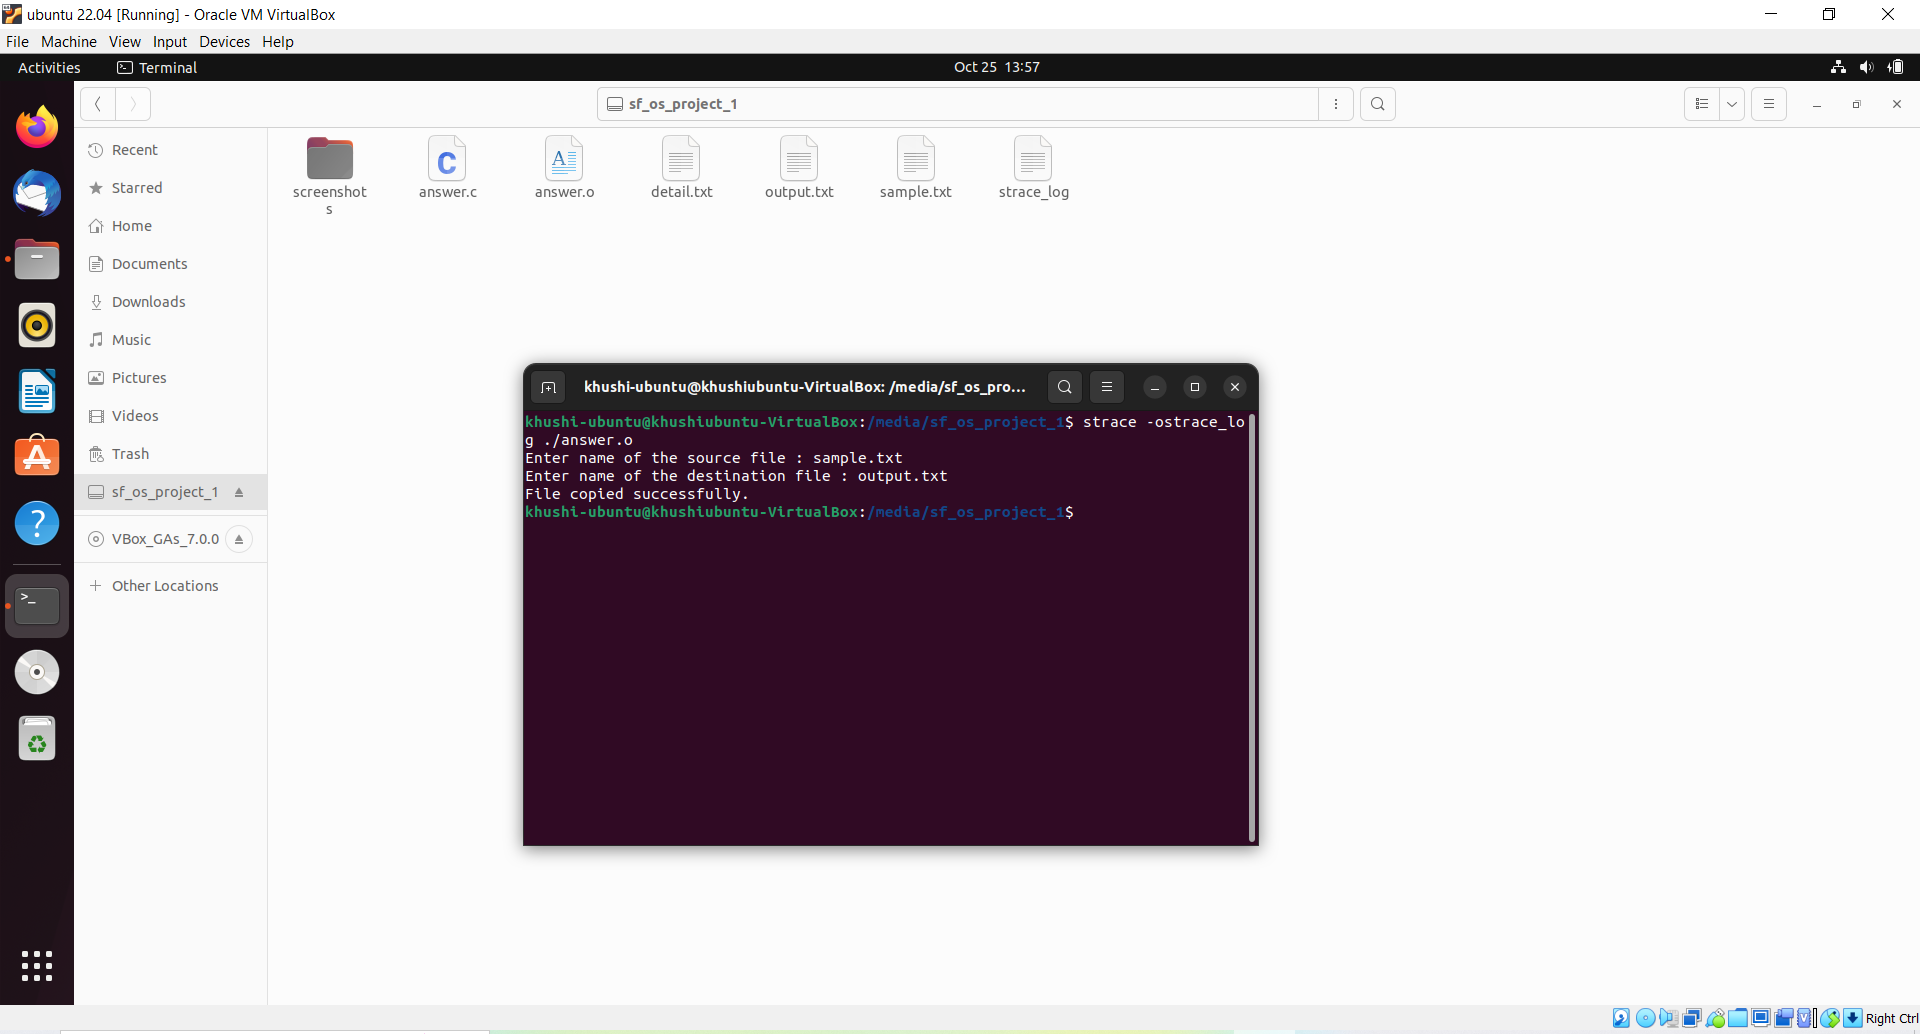 ubuntu 22.04 [Running] - Oracle VM VirtualBox
File Machine View Input Devices Help
Activities Terminal Oct 25 13:57
sf_os_project_1
Recent
Starred
Home
Documents
Downloads
Music
Pictures
Videos
Trash
sf_os_project_1
VBox_GAs_7.0.0
Other Locations
screenshot
s
answer.c
answer.o
detail.txt
output.txt
sample.txt
strace_log
khushi-ubuntu@khushiubuntu-VirtualBox: /media/sf_os_pro...
khushi-ubuntu@khushiubuntu-VirtualBox:/media/sf_os_project_1$ strace -ostrace_lo
g ./answer.o
Enter name of the source file : sample.txt
Enter name of the destination file : output.txt
File copied successfully.
khushi-ubuntu@khushiubuntu-VirtualBox:/media/sf_os_project_1$
Right Ctrl